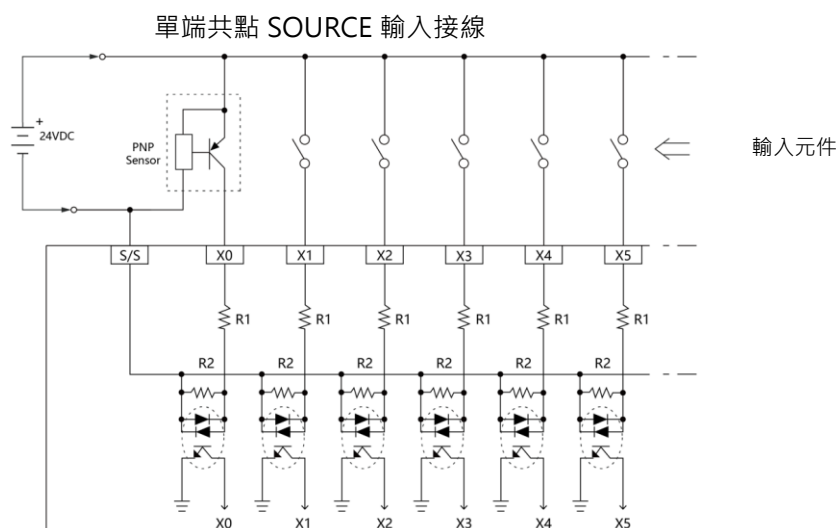 單端共點 SOURCE 輸入接線
+
24VDC
PNP
Sensor
輸入元件
S/S X0 X1 X2 X3 X4 X5
R1 R1 R1 R1 R1 R1
R2 R2 R2 R2 R2 R2
X0 X1 X2 X3 X4 X5